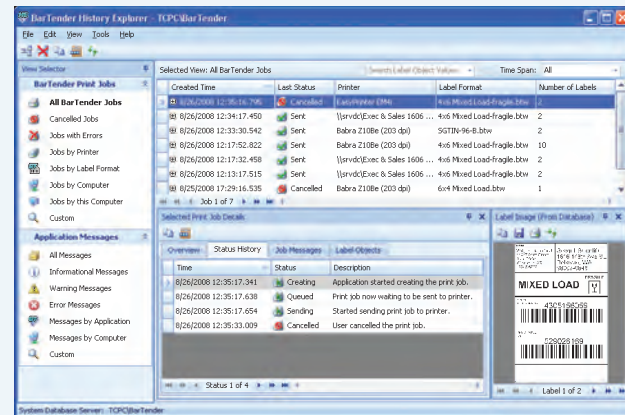 BarTender History Explorer - TCPC\BarTender
File Edit View Tools Help
View Selector
BarTender Print Jobs
All BarTender Jobs
Cancelled Jobs
Jobs with Errors
Jobs by Printer
Jobs by Label Format
Jobs by Computer
Jobs by this Computer
Custom
Application Messages
All Messages
Informational Messages
Warning Messages
Error Messages
Messages by Application
Messages by Computer
Custom
Selected View: All BarTender Jobs
Search Label Object Values
Time Span: All
Created Time Last Status Printer Label Format Number of Labels
8/26/2008 12:35:16.795 Cancelled EasyPrinter 4x6 Mixed Load-fragile.btw 2
8/26/2008 12:34:17.450 Sent \\srvdc\Exec & Sales 1606 ... 4x6 Mixed Load-fragile.btw 2
8/26/2008 12:33:30.542 Sent Babra Z10Be (203 dpi) SGTIN-96-B.btw 2
8/26/2008 12:17:52.822 Sent \\srvdc\Exec & Sales 1606 ... 4x6 Mixed Load-fragile.btw 10
8/26/2008 12:17:32.458 Sent \\srvdc\Exec & Sales 1606 ... 4x6 Mixed Load-fragile.btw 2
8/26/2008 12:13:17.515 Sent \\srvdc\Exec & Sales 1606 ... 4x6 Mixed Load-fragile.btw 2
8/25/2008 17:29:16.535 Cancelled Babra Z10Be (203 dpi) 6x4 Mixed Load.btw 1
Job 1 of 7
Selected Print Job Details
Overview Status History Job Messages Label Objects
Time Status Description
8/26/2008 12:35:17.341 Creating Application started creating the print job.
8/26/2008 12:35:17.638 Queued Print job now waiting to be sent to printer.
8/26/2008 12:35:17.654 Sending Started sending print job to printer.
8/26/2008 12:35:33.009 Cancelled User cancelled the print job.
Status 1 of 4
Label Image (From Database)
MIXED LOAD
4305166055
029026169
Label 1 of 2
System Database Server: TCPC\BarTender